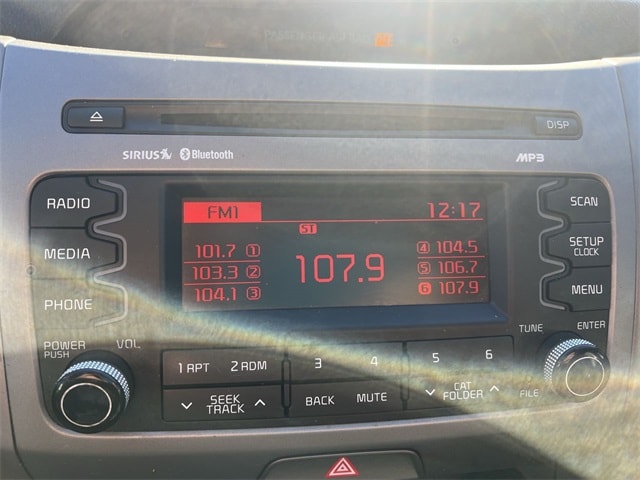 DISP
SIRIUS Bluetooth MP3
RADIO
MEDIA
PHONE
POWER
PUSH
VOL
FM1 12:17
ST
101.7 1
103.3 2
104.1 3
107.9
4 104.5
5 106.7
6 107.9
SCAN
SETUP
CLOCK
MENU
TUNE ENTER
FILE
1 RPT 2 RDM 3 4 5 6
SEEK
TRACK
BACK MUTE
CAT
FOLDER